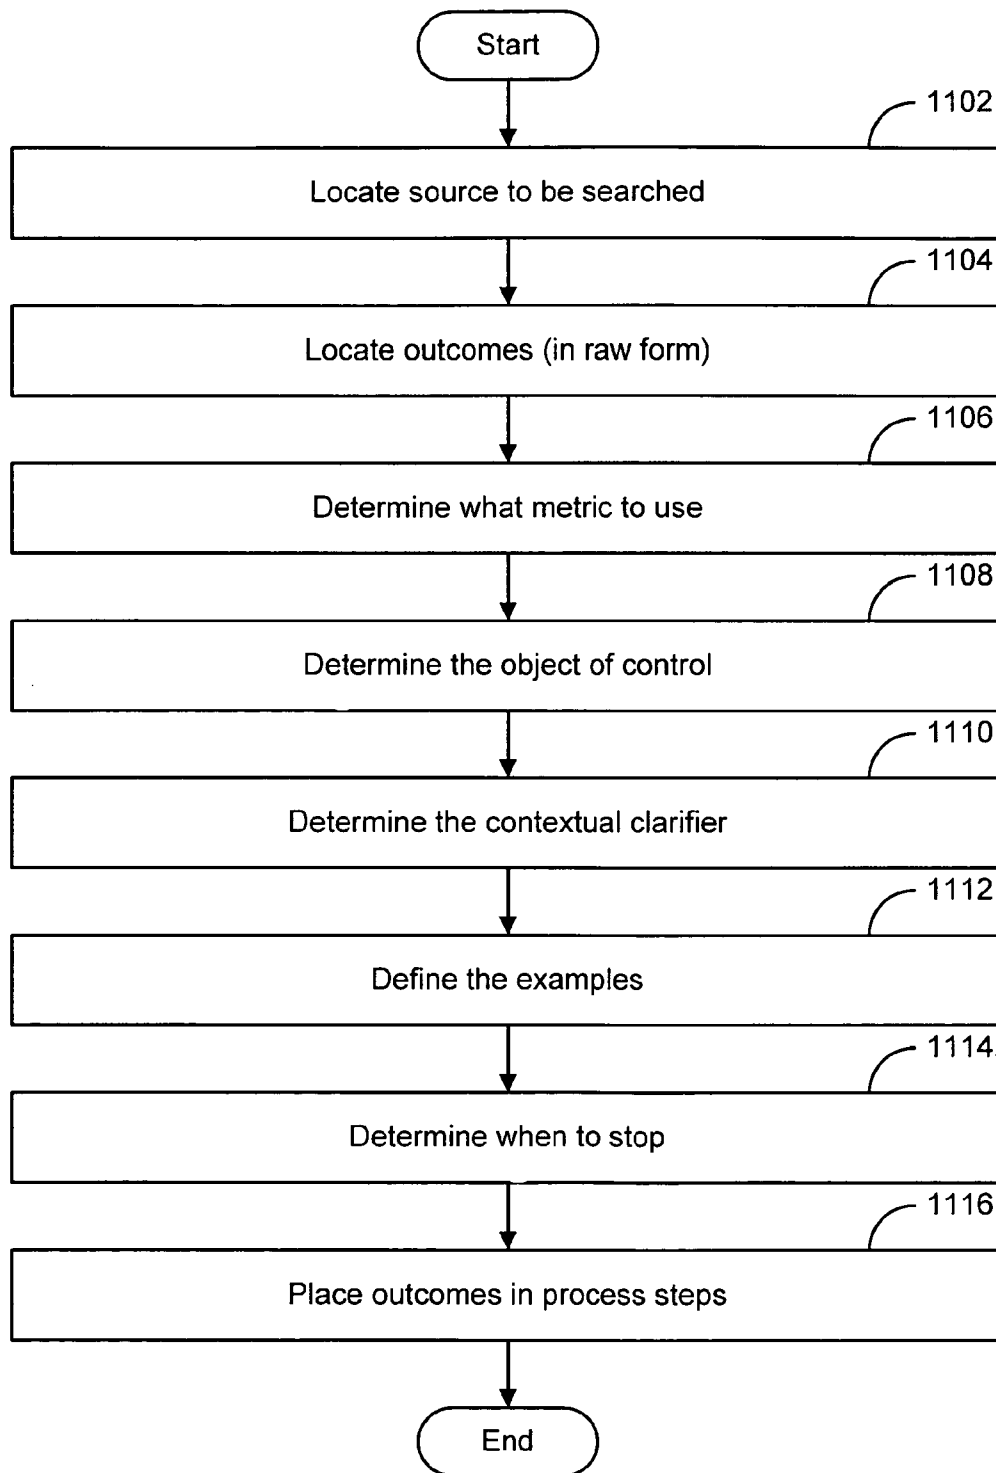 Start
1102
Locate source to be searched
1104
Locate outcomes (in raw form)
1106
Determine what metric to use
1108
Determine the object of control
1110
Determine the contextual clarifier
1112
Define the examples
1114
Determine when to stop
1116
Place outcomes in process steps
End